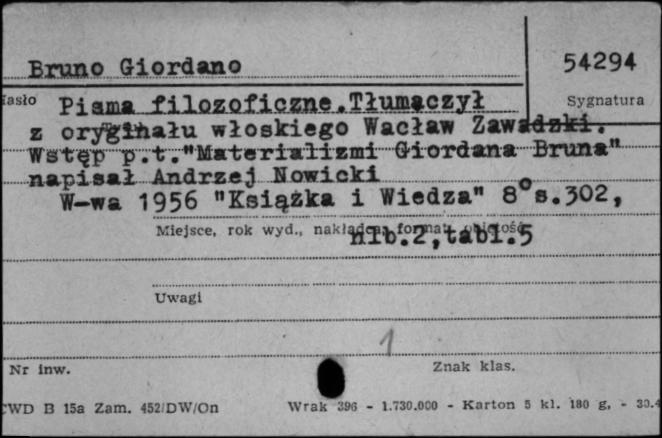 Bruno Giordano
54294
Hasło
Pisma filozoficzne.Tłumaczył
Sygnatura
z oryginału włoskiego Wacław Zawadzki.
Wstęp p.t."Materializmi Giordana Bruna"
napisał Andrzej Nowicki
W-wa 1956 "Książka i Wiedza" 8°s.302,
Miejsce, rok wyd., nakładca, format, objętość
nlb.2,tabl.5
Uwagi
1
Nr inw.
Znak klas.
CWD B 15a Zam. 452/DW/On Wrak 396 - 1.730.000 - Karton 5 kl. 180 g, - 30.4